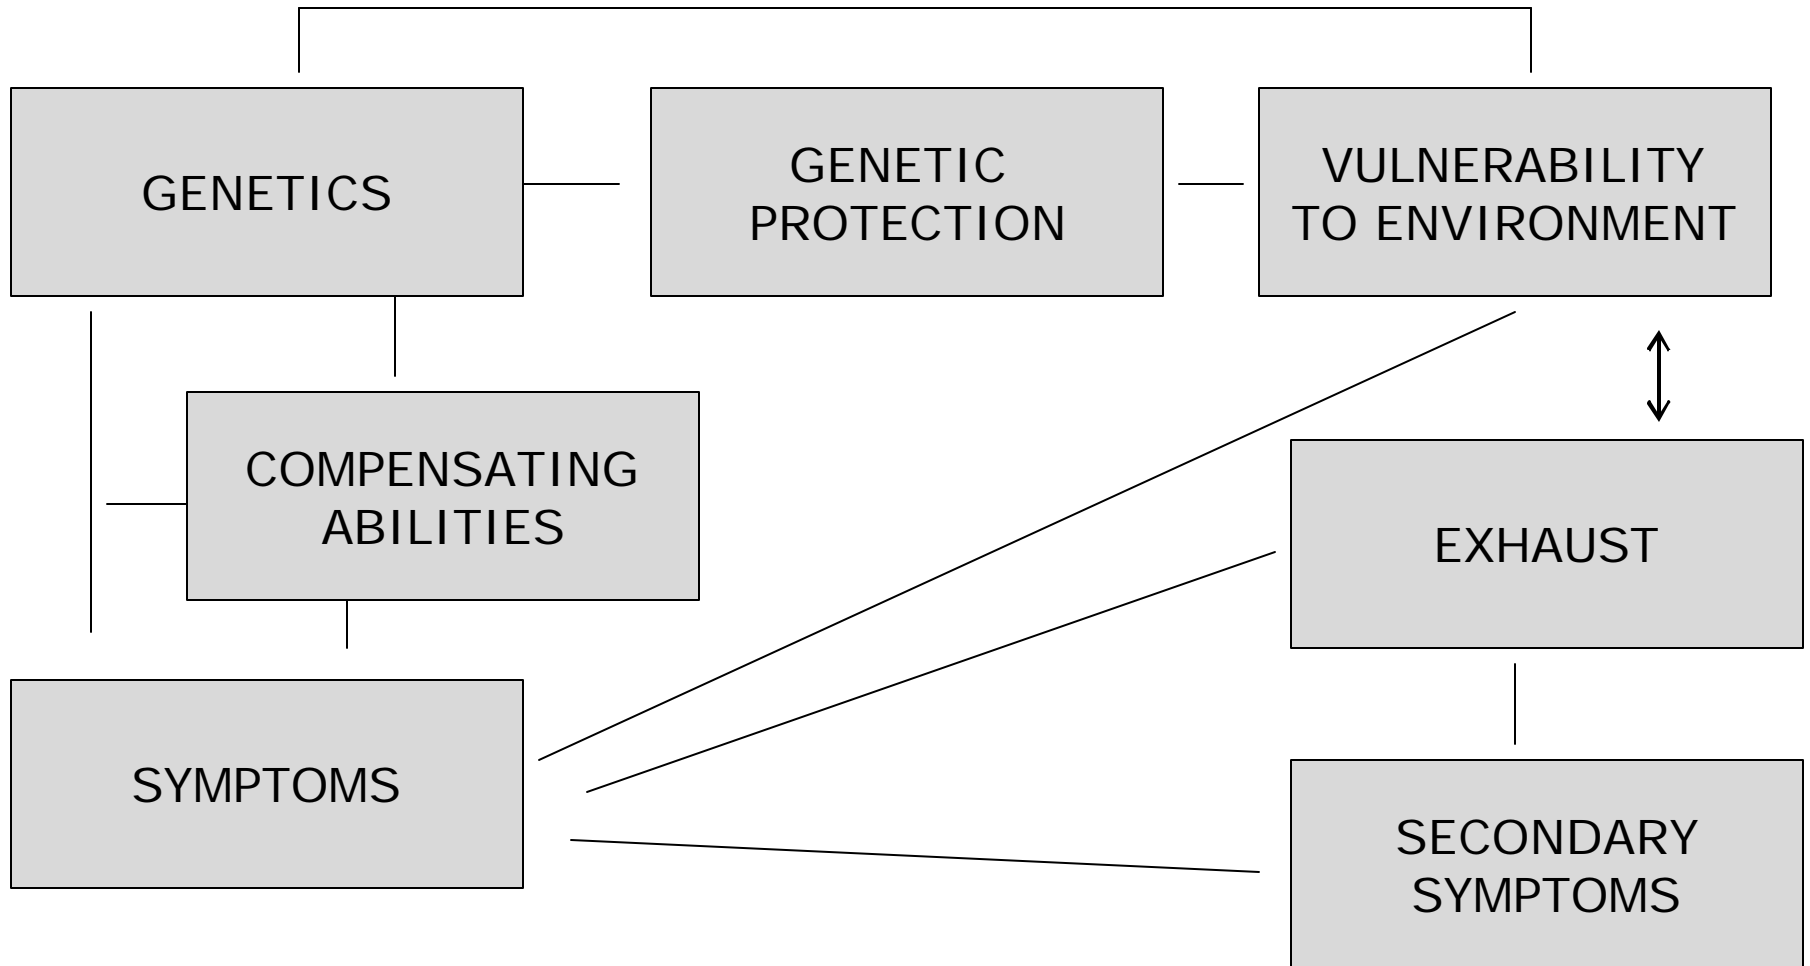 GENETICS
GENETIC
PROTECTION
VULNERABILITY
TO ENVIRONMENT
COMPENSATING
ABILITIES
EXHAUST
SYMPTOMS
SECONDARY
SYMPTOMS